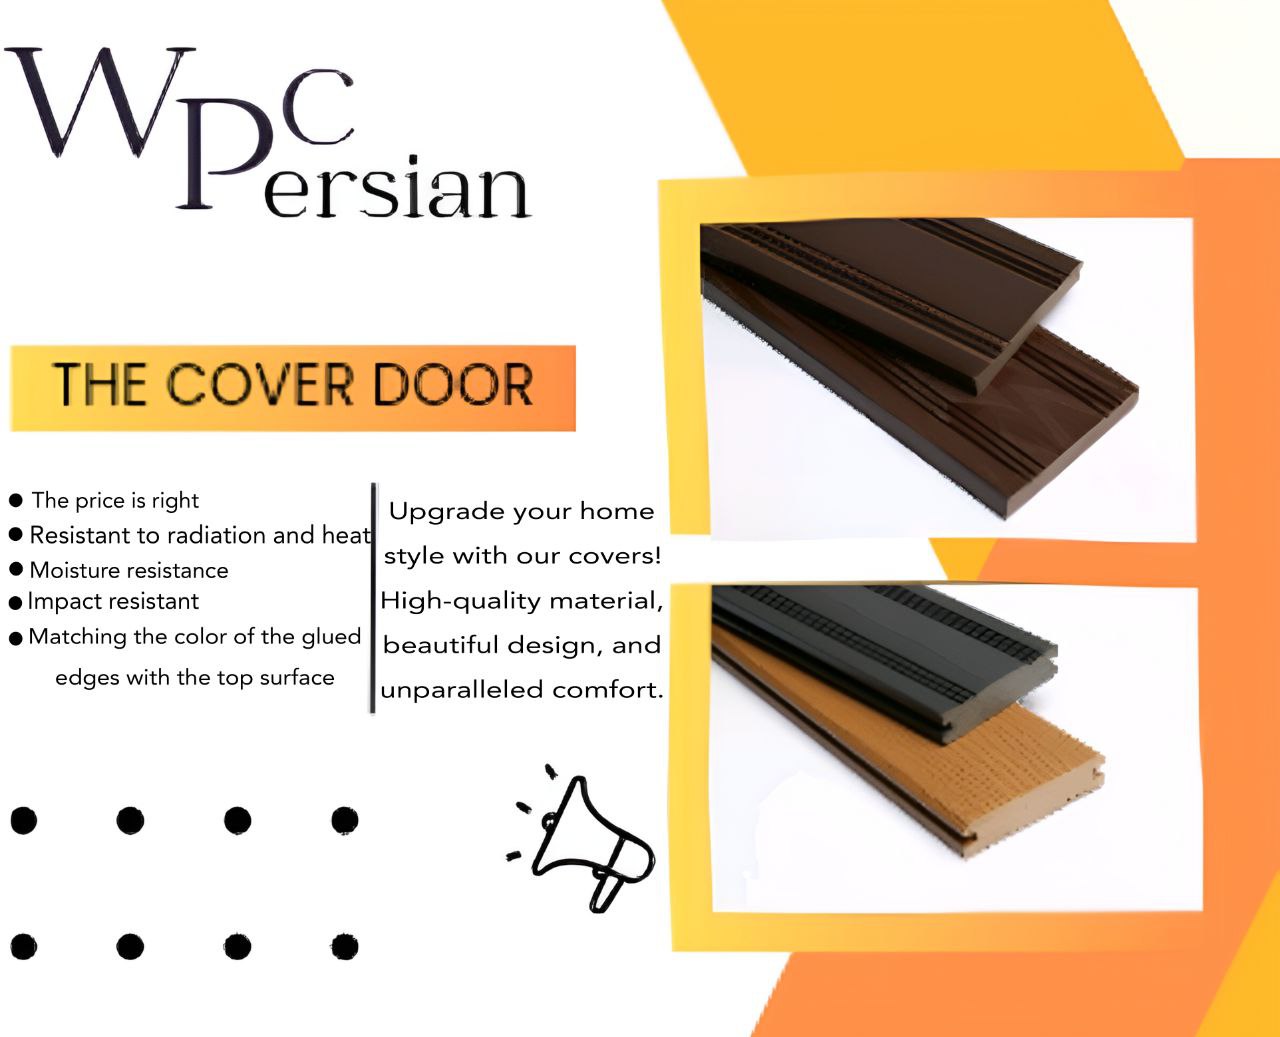 WPC
Persian
THE COVER DOOR
The price is right
Resistant to radiation and heat
Moisture resistance
Impact resistant
Matching the color of the glued
edges with the top surface
Upgrade your home
style with our covers!
High-quality material,
beautiful design, and
unparalleled comfort.